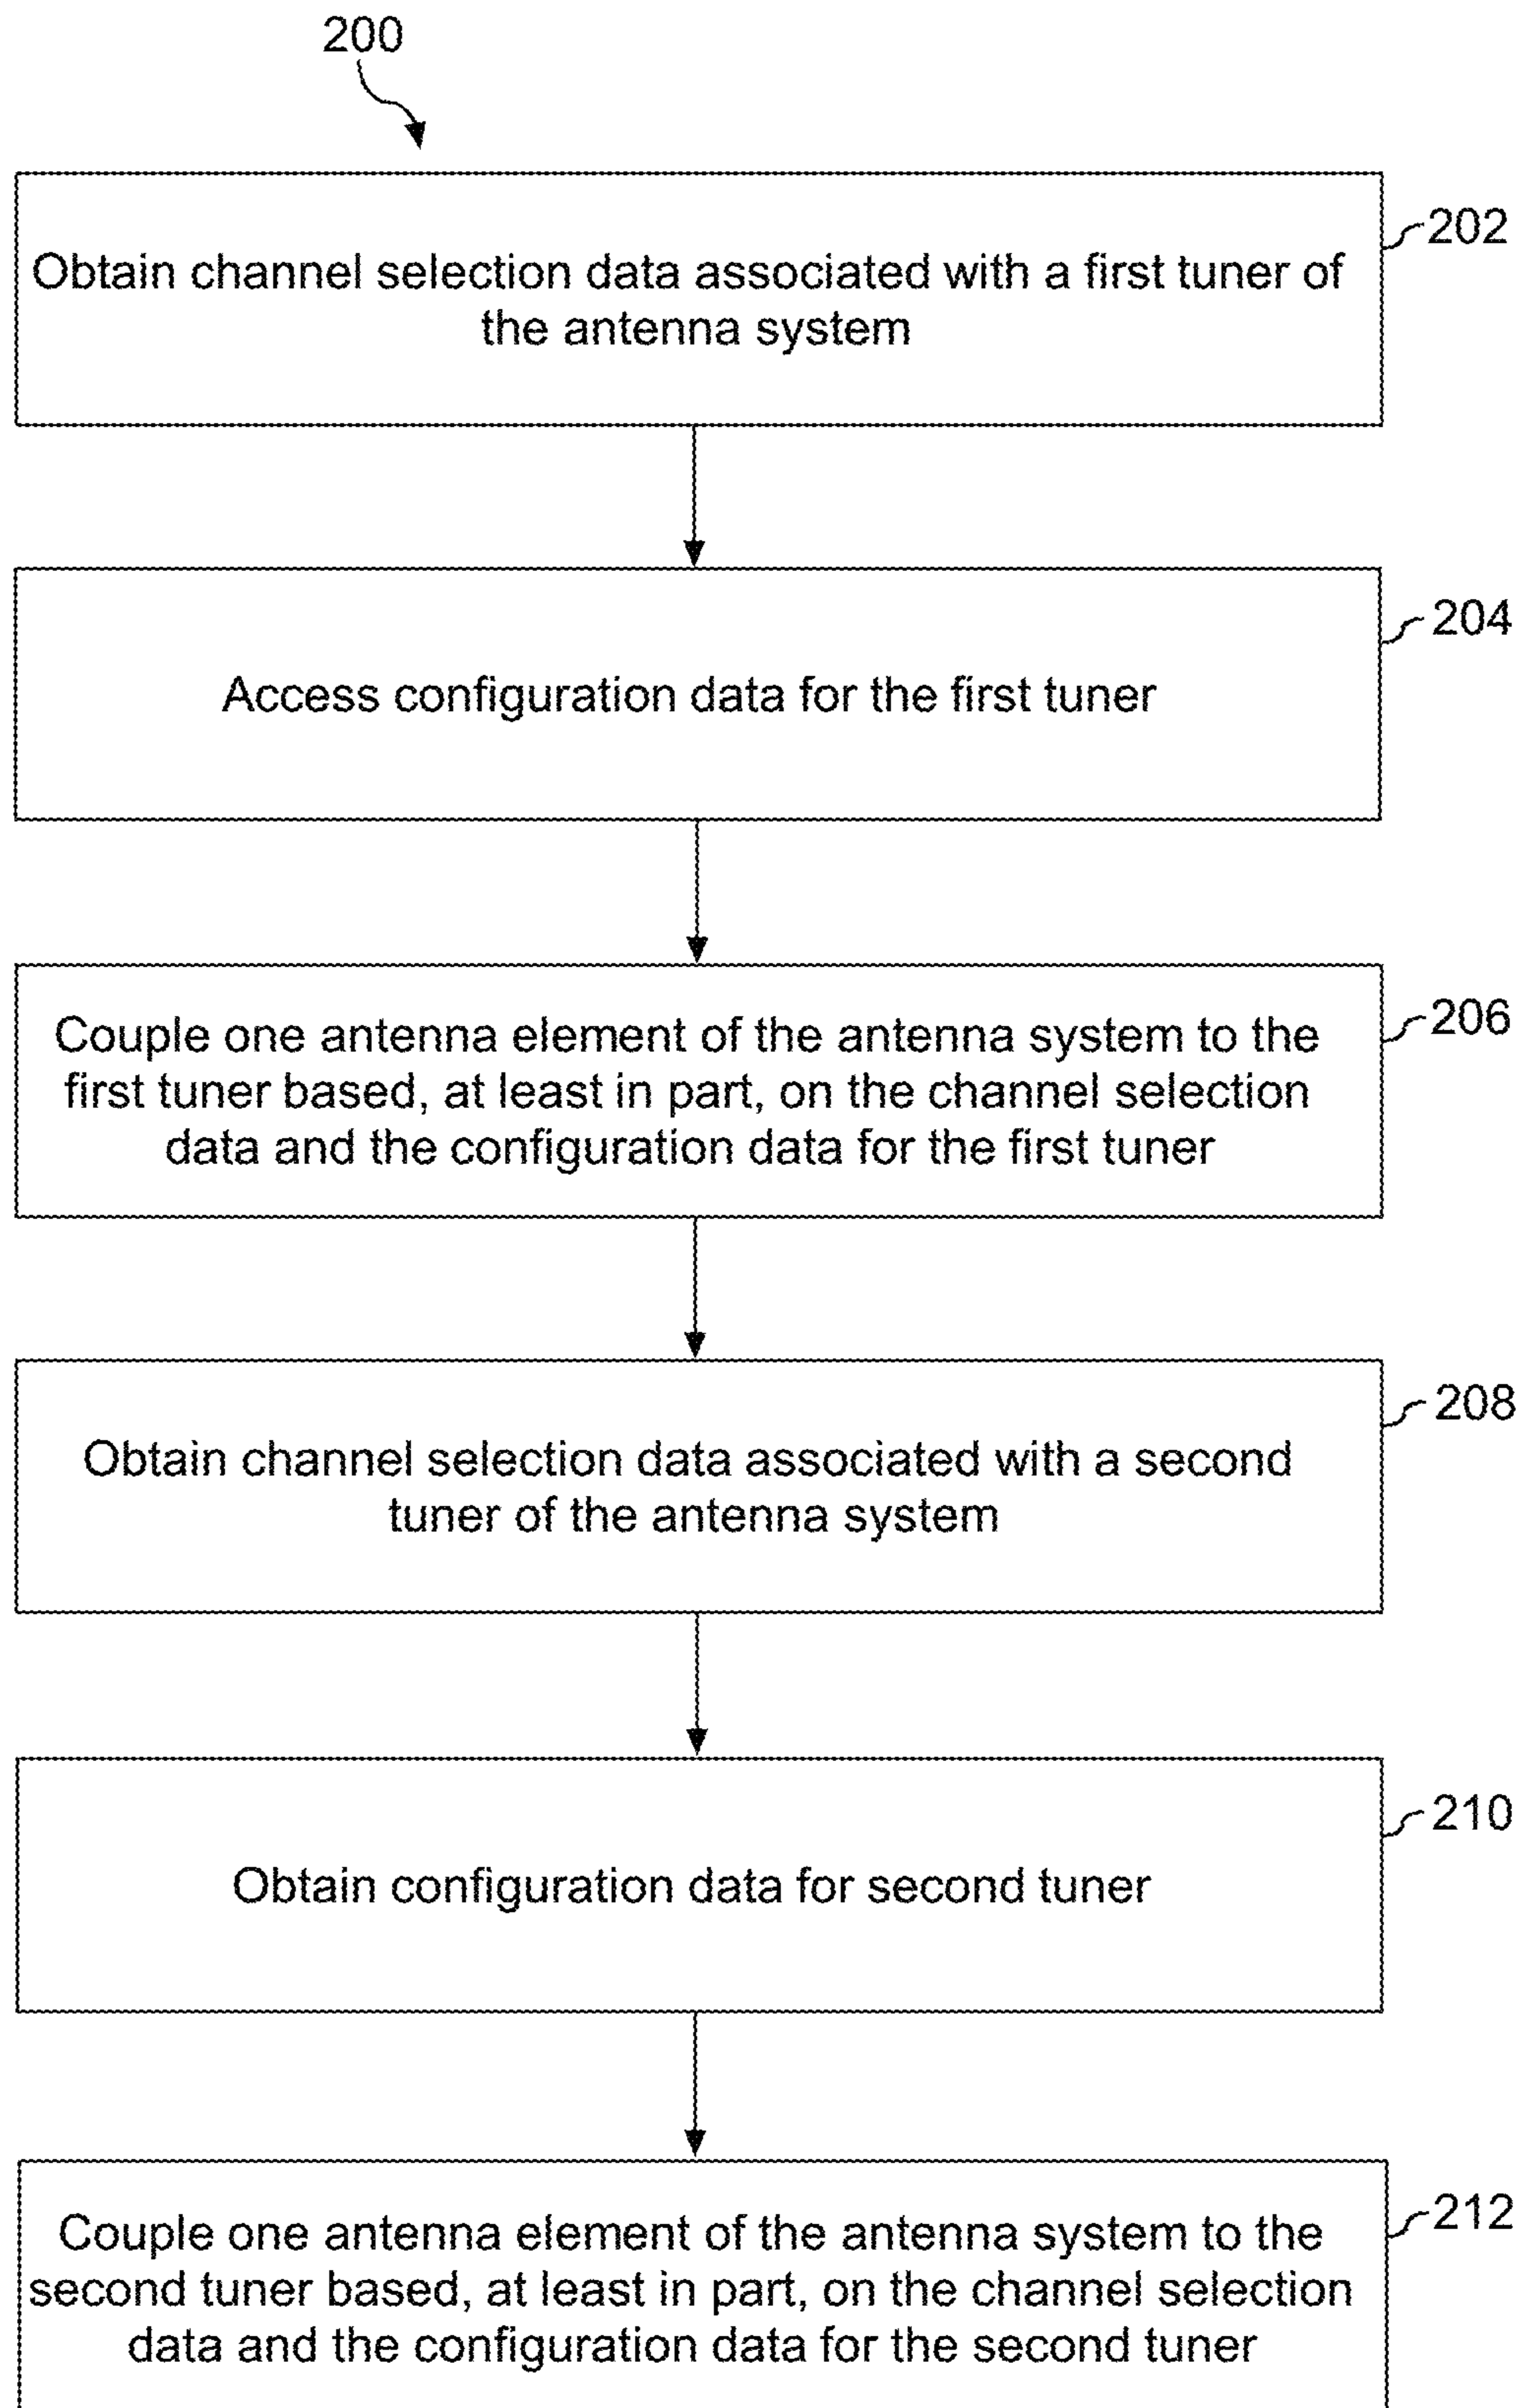 200
Obtain channel selection data associated with a first tuner of
the antenna system
202
Access configuration data for the first tuner
204
Couple one antenna element of the antenna system to the
first tuner based, at least in part, on the channel selection
data and the configuration data for the first tuner
206
Obtain channel selection data associated with a second
tuner of the antenna system
208
Obtain configuration data for second tuner
210
Couple one antenna element of the antenna system to the
second tuner based, at least in part, on the channel selection
data and the configuration data for the second tuner
212